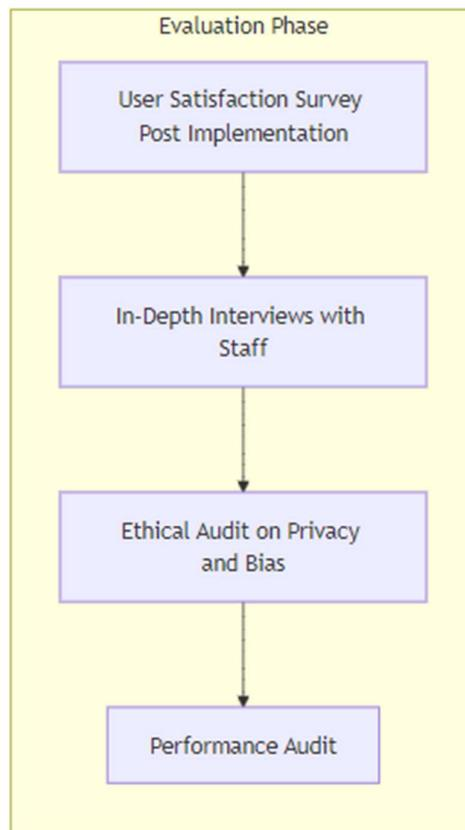 Evaluation Phase
User Satisfaction Survey
Post Implementation
In-Depth Interviews with
Staff
Ethical Audit on Privacy
and Bias
Performance Audit